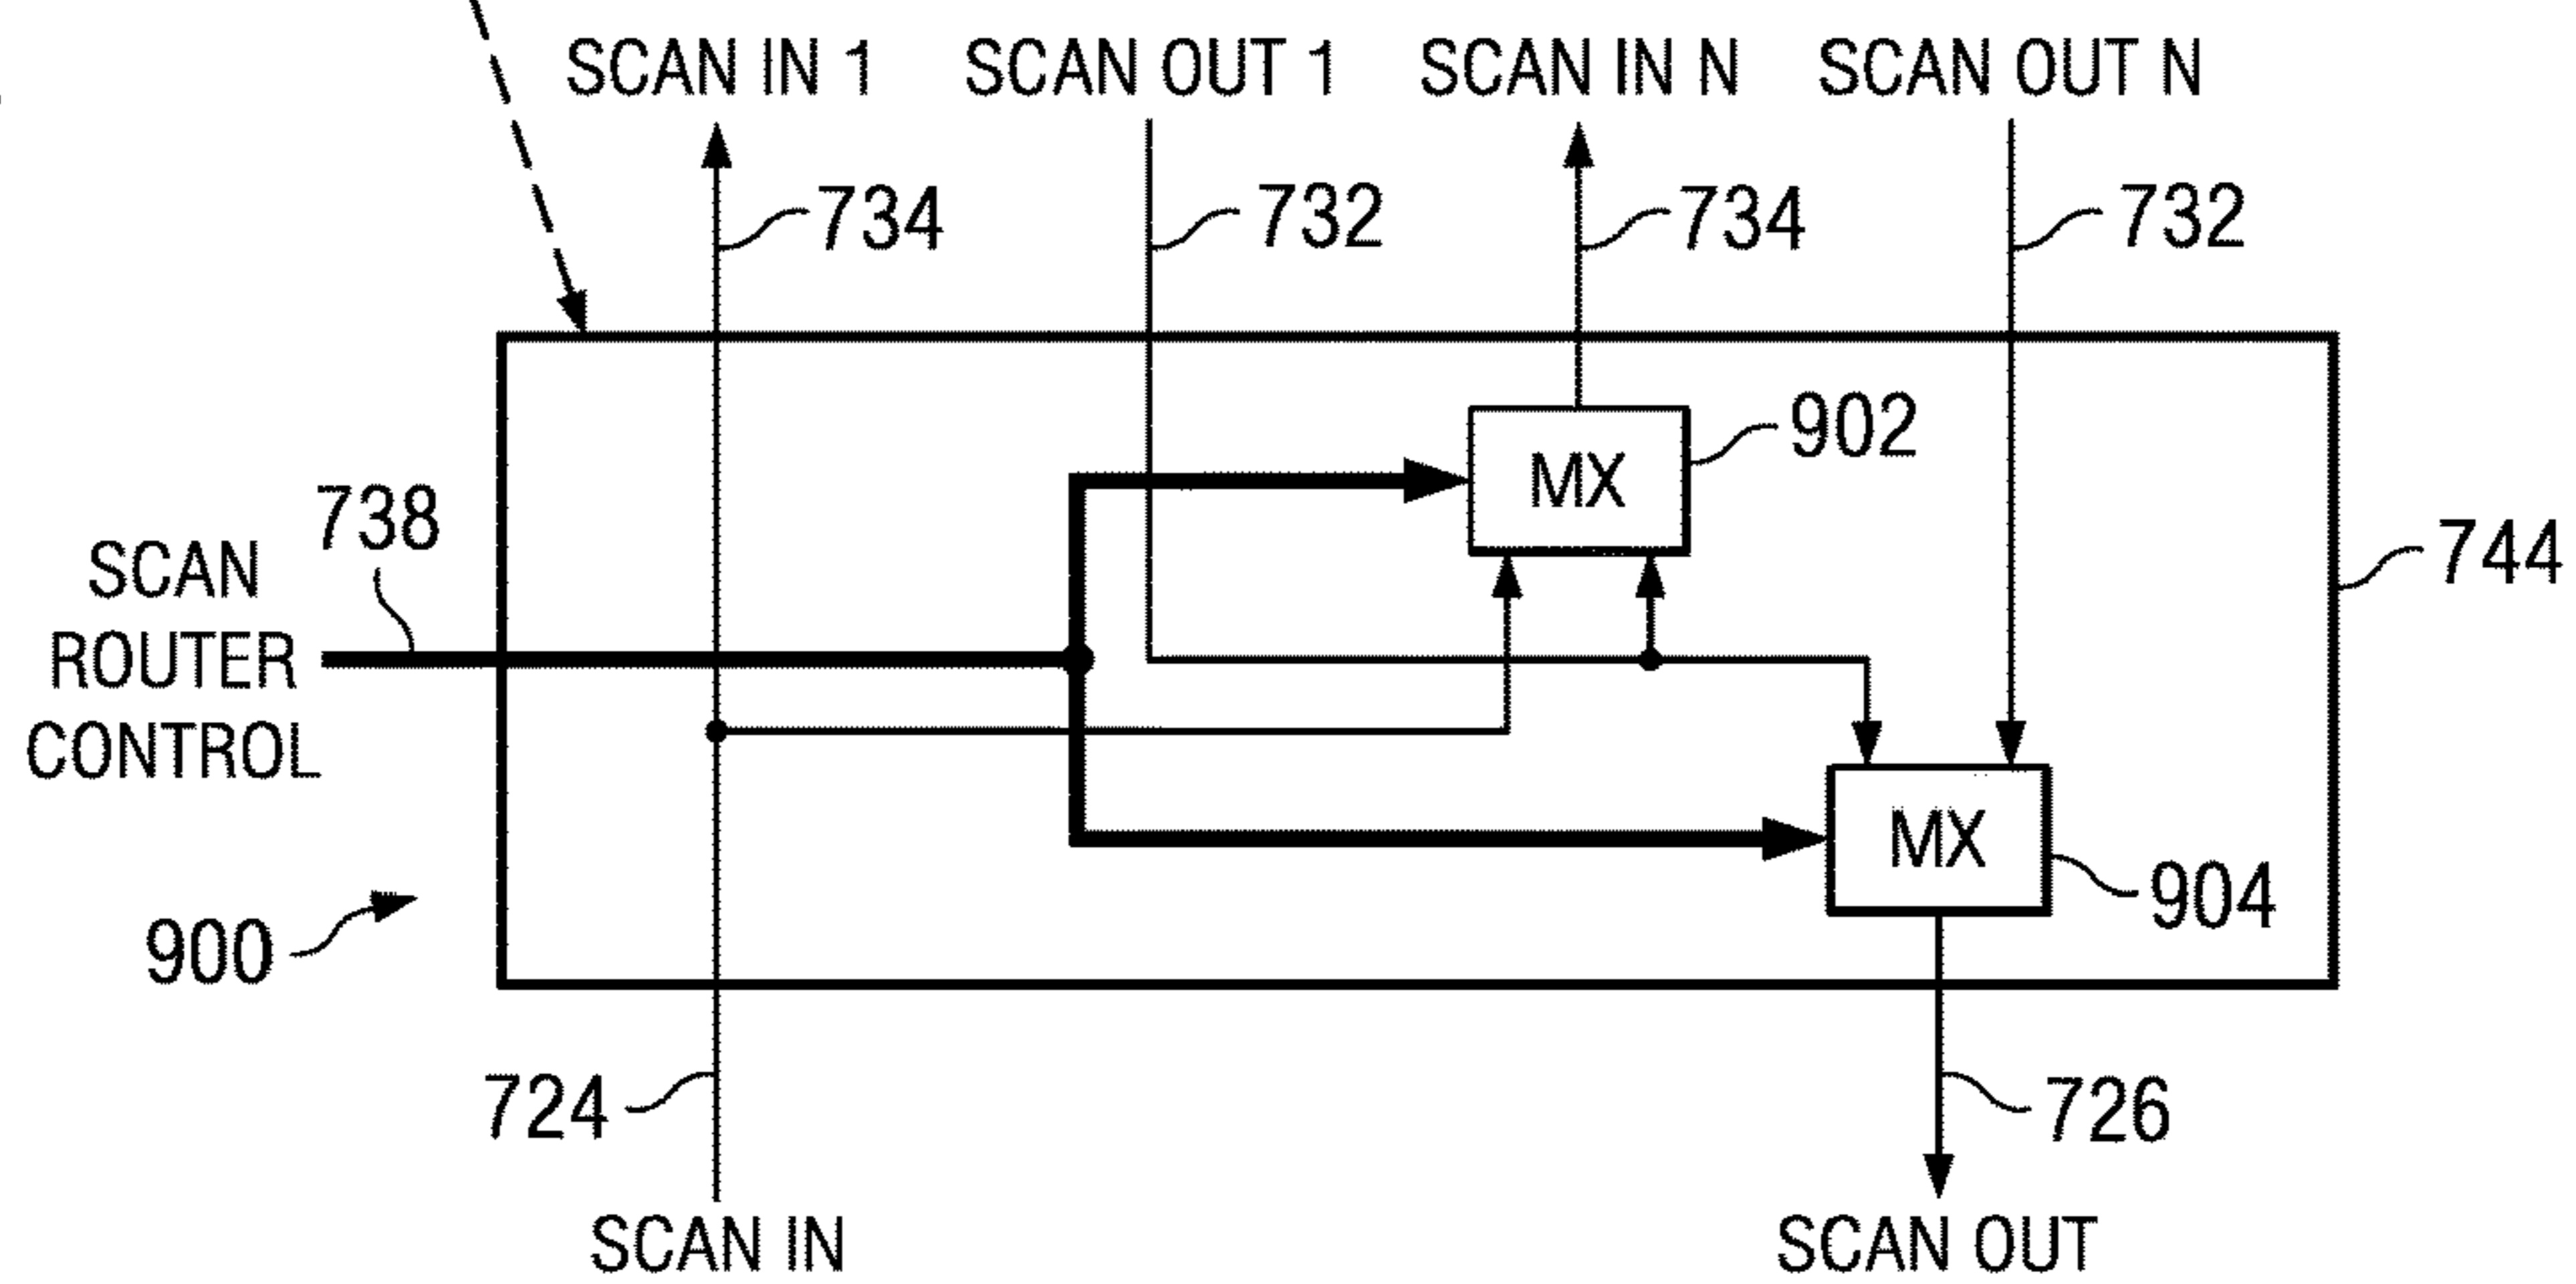 SCAN IN 1
SCAN OUT 1
SCAN IN N
SCAN OUT N
734
732
734
732
902
MX
738
744
SCAN
ROUTER
CONTROL
MX
904
900
724
726
SCAN IN
SCAN OUT